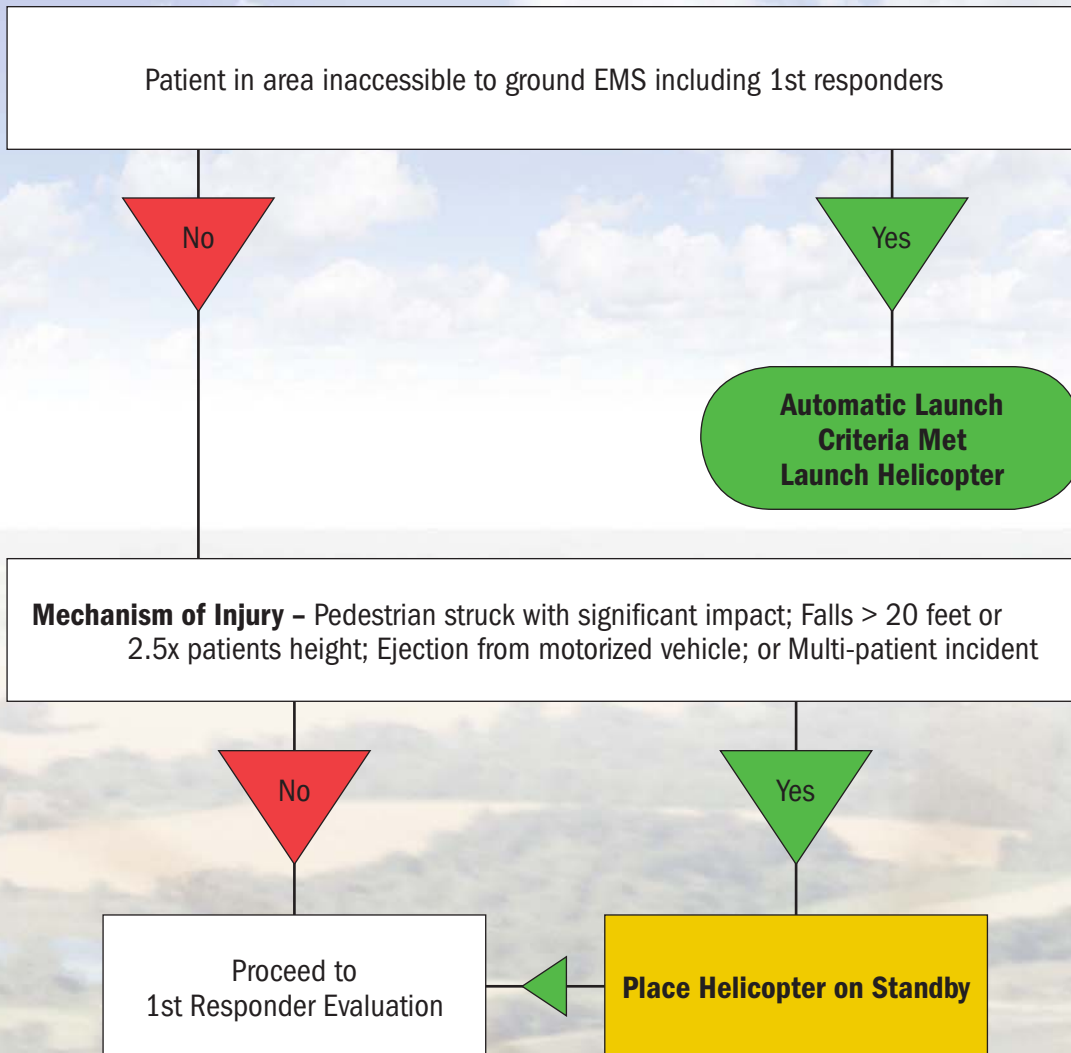 Patient in area inaccessible to ground EMS including 1st responders
No
Yes
Automatic Launch
Criteria Met
Launch Helicopter
Mechanism of Injury – Pedestrian struck with significant impact; Falls > 20 feet or
2.5x patients height; Ejection from motorized vehicle; or Multi-patient incident
No
Yes
Proceed to
1st Responder Evaluation
Place Helicopter on Standby